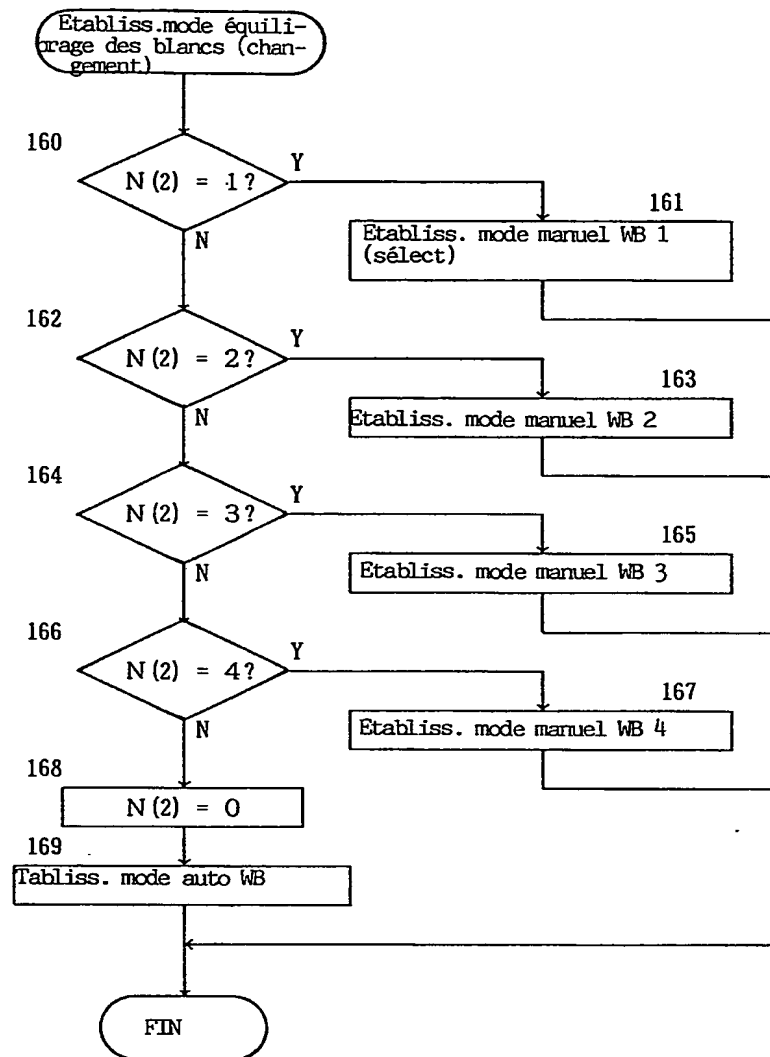 Etabliss.mode équili-
brage des blancs (chan-
gement)
160
N(2) = 1?
Y
N
161
Etabliss. mode manuel WB 1
(sélect)
162
N(2) = 2?
Y
N
163
Etabliss. mode manuel WB 2
164
N(2) = 3?
Y
N
165
Etabliss. mode manuel WB 3
166
N(2) = 4?
Y
N
167
Etabliss. mode manuel WB 4
168
N(2) = 0
169
Tabliss. mode auto WB
FIN